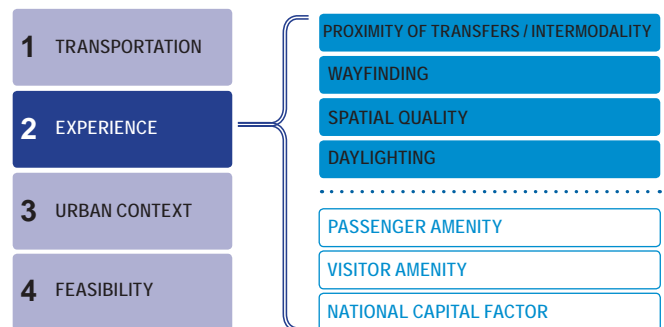 1 TRANSPORTATION
2 EXPERIENCE
3 URBAN CONTEXT
4 FEASIBILITY
PROXIMITY OF TRANSFERS / INTERMODALITY
WAYFINDING
SPATIAL QUALITY
DAYLIGHTING
PASSENGER AMENITY
VISITOR AMENITY
NATIONAL CAPITAL FACTOR